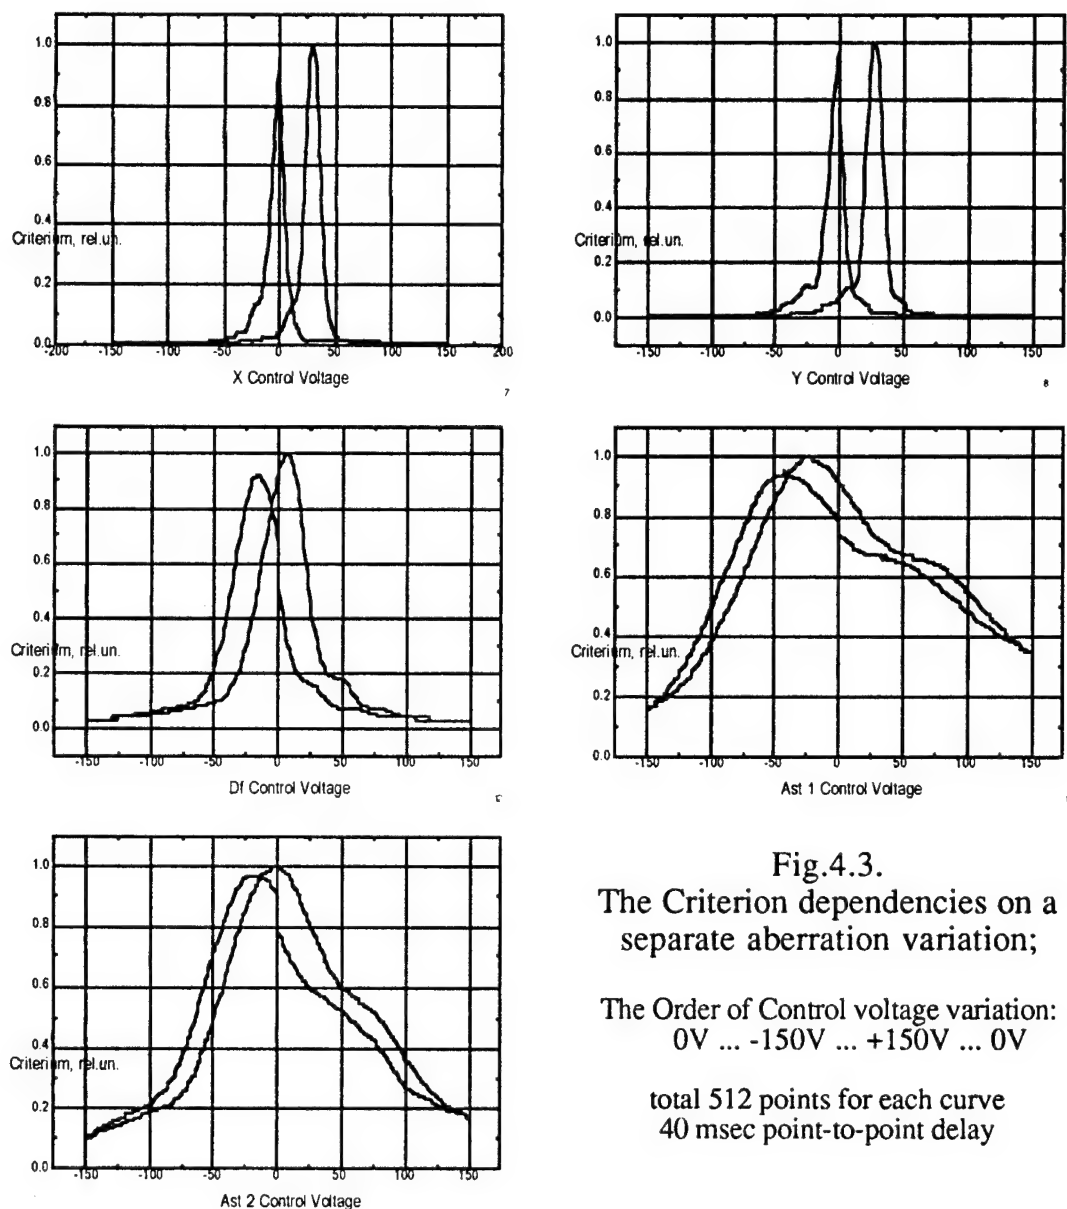 1.0
0.8
0.6
0.4
Criterium, rel.un.
0.2
0.0
-200 -150 -100 -50 0 50 100 150 200
X Control Voltage
7
1.0
0.8
0.6
0.4
Criterium, rel.un.
0.2
0.0
-150 -100 -50 0 50 100 150
Y Control Voltage
8
1.0
0.8
0.6
0.4
Criterium, rel.un.
0.2
0.0
-150 -100 -50 0 50 100 150
Df Control Voltage
1.0
0.8
0.6
0.4
Criterium, rel.un.
0.2
0.0
-150 -100 -50 0 50 100 150
Ast 1 Control Voltage
1.0
0.8
0.6
0.4
Criterium, rel.un.
0.2
0.0
-150 -100 -50 0 50 100 150
Ast 2 Control Voltage
Fig.4.3.
The Criterion dependencies on a
separate aberration variation;
The Order of Control voltage variation:
0V ... -150V ... +150V ... 0V
total 512 points for each curve
40 msec point-to-point delay